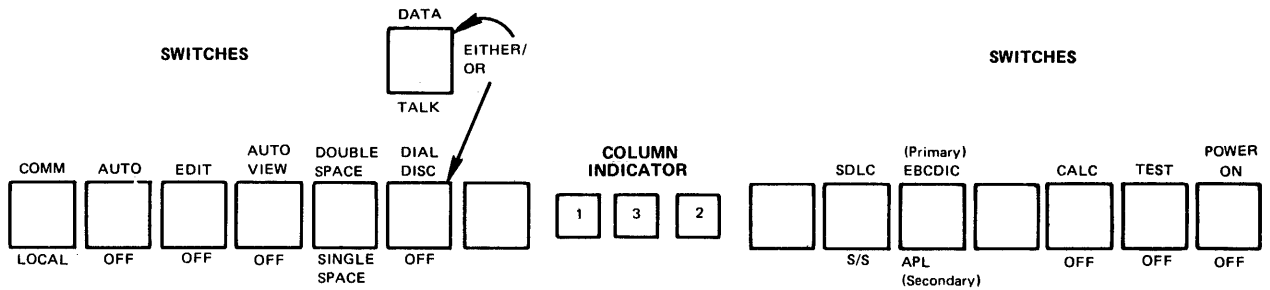 DATA
SWITCHES
EITHER/
OR
SWITCHES
TALK
COMM
AUTO
EDIT
AUTO
VIEW
DOUBLE
SPACE
DIAL
DISC
COLUMN
INDICATOR
SDLC
(Primary)
EBCDIC
CALC
TEST
POWER
ON
1
3
2
LOCAL
OFF
OFF
OFF
SINGLE
SPACE
OFF
S/S
APL
(Secondary)
OFF
OFF
OFF